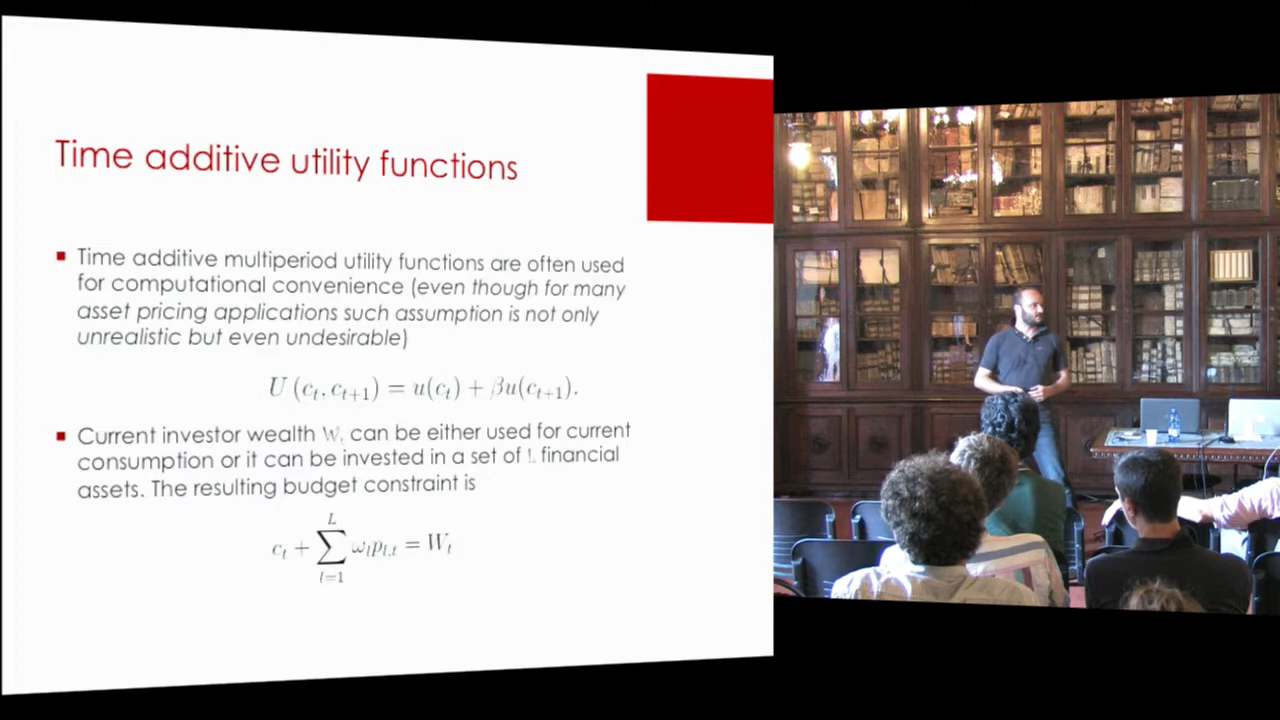 Time additive utility functions
Time additive multiperiod utility functions are often used
for computational convenience (even though for many
asset pricing applications such assumption is not only
unrealistic but even undesirable)
U (c_t, c_{t+1}) = u(c_t) + βu(c_{t+1}).
Current investor wealth W_t can be either used for current
consumption or it can be invested in a set of L financial
assets. The resulting budget constraint is
c_t + ∑_{l=1}^{L} ω_l p_{l,t} = W_t